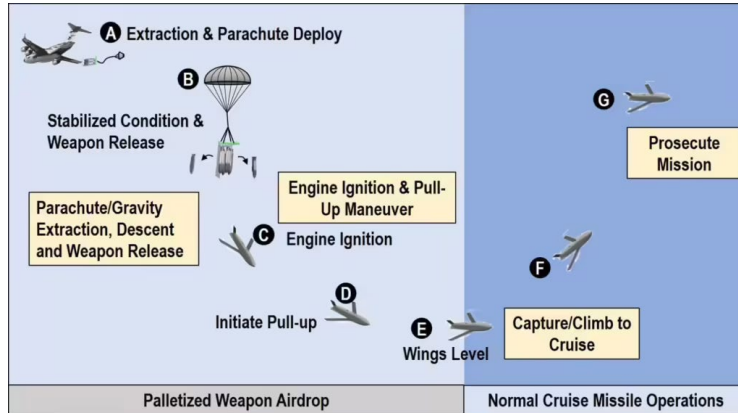 A Extraction & Parachute Deploy
B
Stabilized Condition &
Weapon Release
Parachute/Gravity
Extraction, Descent
and Weapon Release
Engine Ignition & Pull-
Up Maneuver
C Engine Ignition
D
Initiate Pull-up
E
Wings Level
F
Capture/Climb to
Cruise
G
Prosecute
Mission
Palletized Weapon Airdrop
Normal Cruise Missile Operations